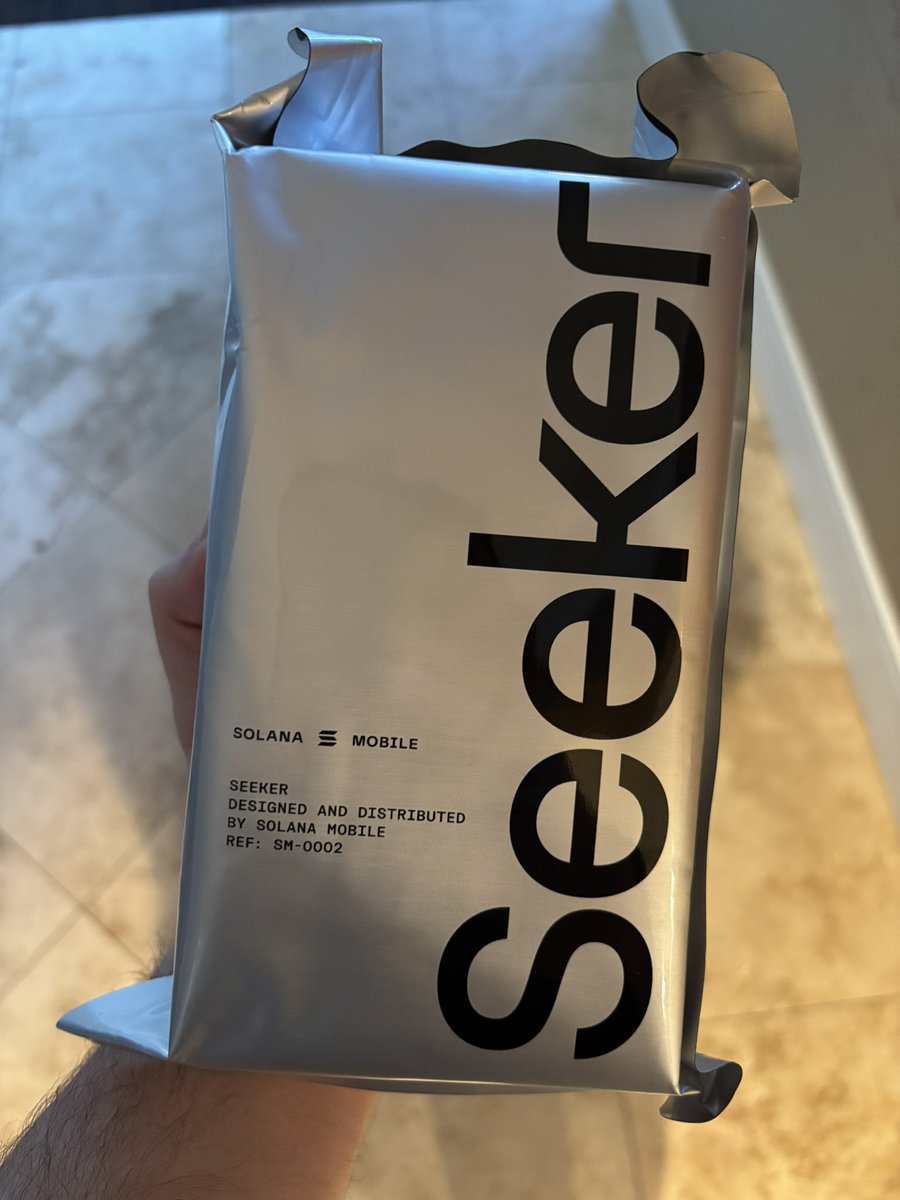 Seeker
SOLANA MOBILE
SEEKER
DESIGNED AND DISTRIBUTED
BY SOLANA MOBILE
REF: SM-0002